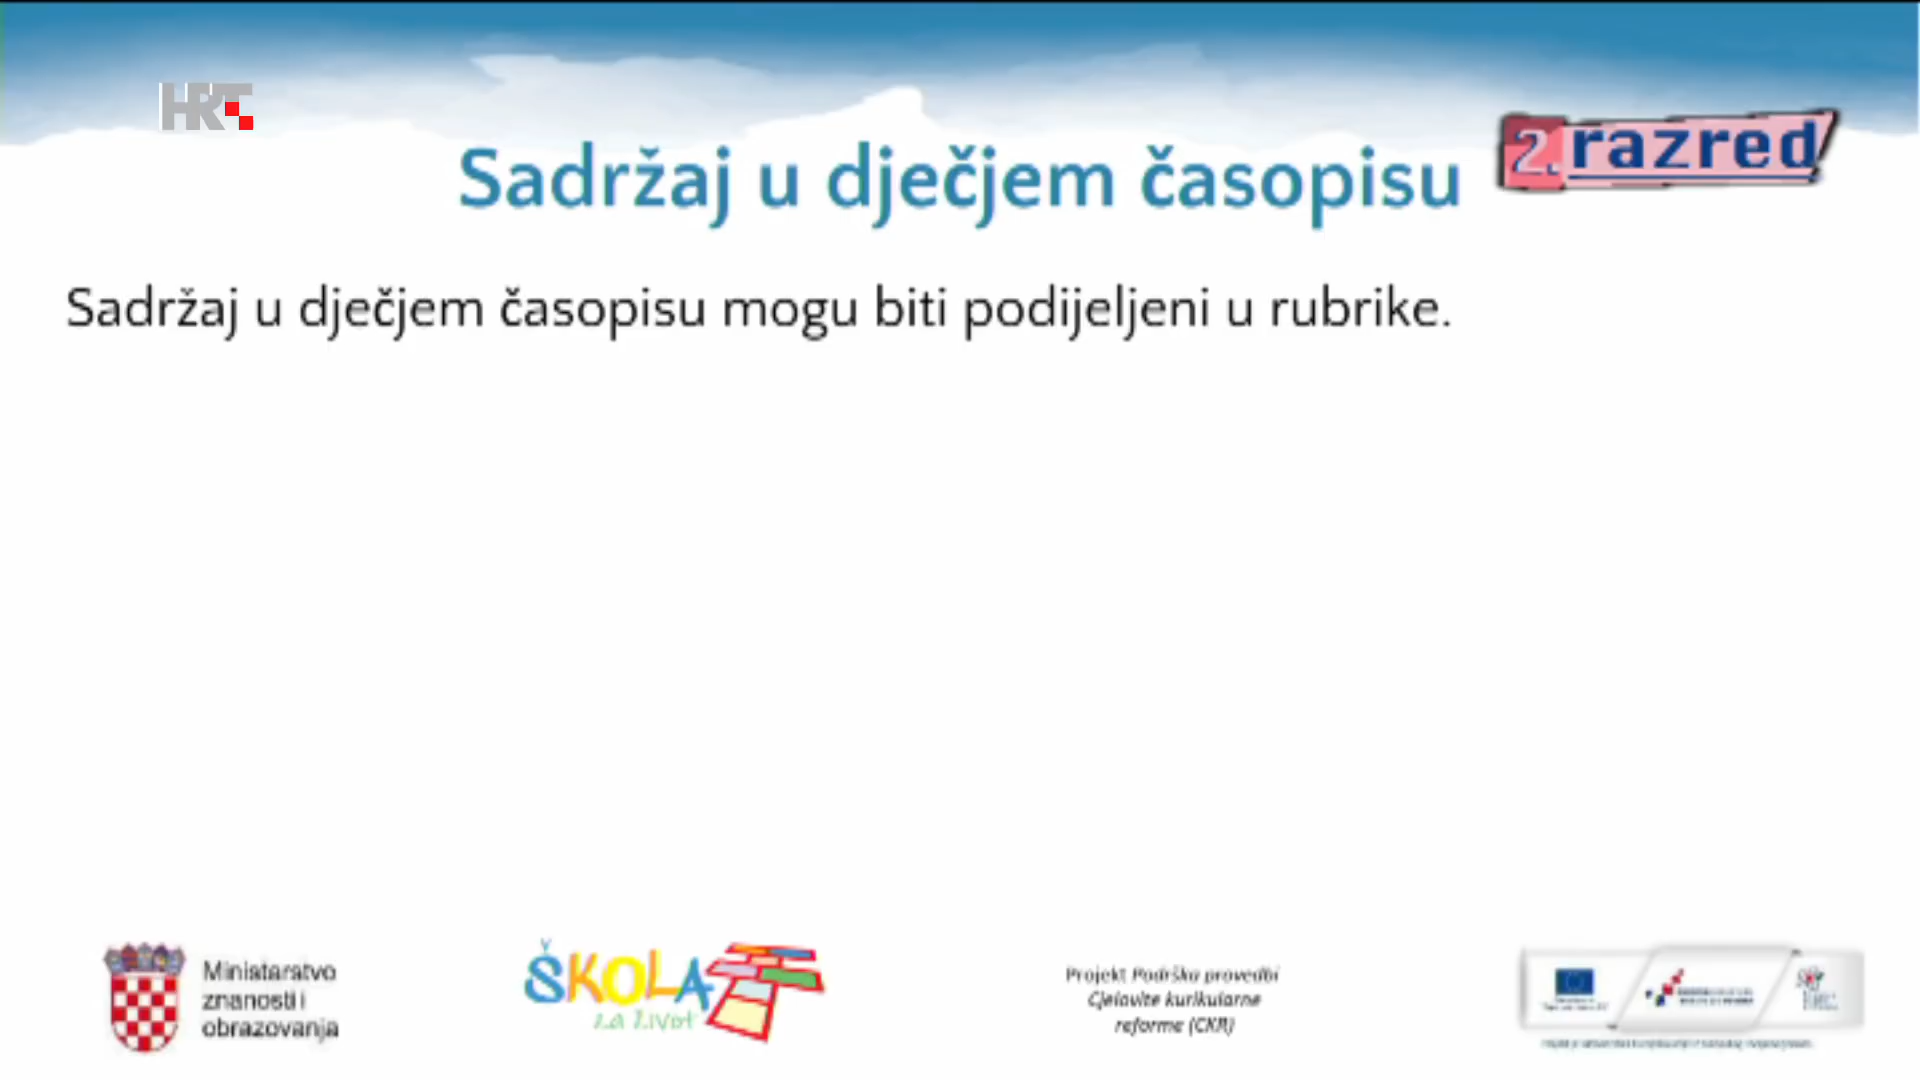 HRT
2. razred
Sadržaj u dječjem časopisu
Sadržaj u dječjem časopisu mogu biti podijeljeni u rubrike.
Ministarstvo
znanosti i
obrazovanja
ŠKOLA
za život
Projekt Podrška provedbi
Cjelovite kurikularne
reforme (CKR)